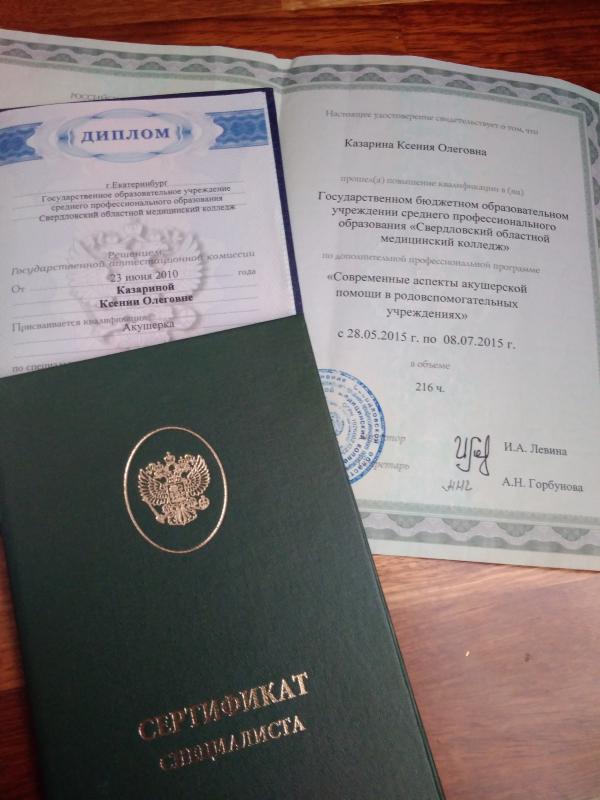 ДИПЛОМ
г.Екатеринбург
Государственное образовательное учреждение
среднего профессионального образования
Свердловский областной медицинский колледж
Решением
Государственной аттестационной комиссии
От 23 июня 2010 года
Казариной
Ксении Олеговне
Присваивается квалификация
Акушерка
по
Настоящее удостоверение свидетельствует о том, что
Казарина Ксения Олеговна
прошел(а) повышение квалификации в (на)
Государственном бюджетном образовательном
учреждении среднего профессионального
образования «Свердловский областной
медицинский колледж»
по дополнительной профессиональной программе
«Современные аспекты акушерской
помощи в родовспомогательных
учреждениях»
с 28.05.2015 г. по 08.07.2015 г.
в объеме
216 ч.
И.А. Левина
А.Н. Горбунова
СЕРТИФИКАТ
СПЕЦИАЛИСТА